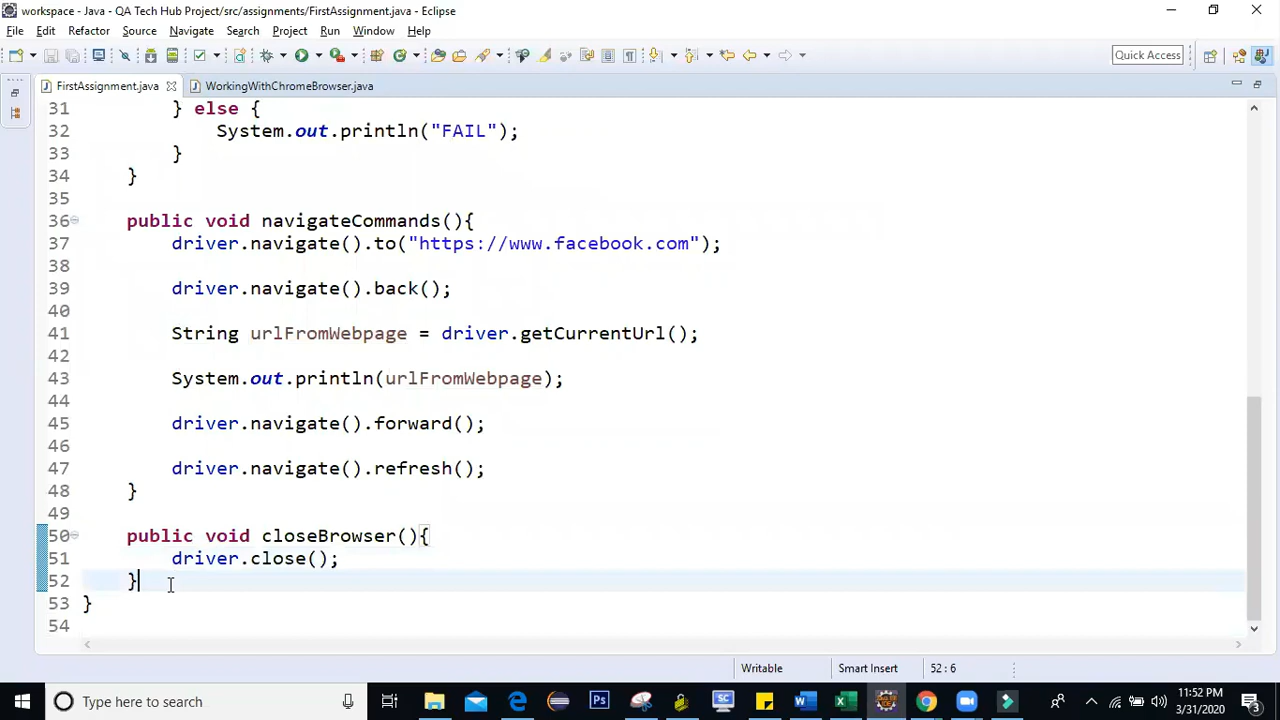 workspace - Java - QA Tech Hub Project/src/assignments/FirstAssignment.java - Eclipse
File Edit Refactor Source Navigate Search Project Run Window Help
Quick Access
FirstAssignment.java WorkingWithChromeBrowser.java
31 } else {
32 System.out.println("FAIL");
33 }
34 }
35
36 public void navigateCommands(){
37 driver.navigate().to("https://www.facebook.com");
38
39 driver.navigate().back();
40
41 String urlFromWebpage = driver.getCurrentUrl();
42
43 System.out.println(urlFromWebpage);
44
45 driver.navigate().forward();
46
47 driver.navigate().refresh();
48 }
49
50 public void closeBrowser(){
51 driver.close();
52 }
53 }
54
Writable Smart Insert 52 : 6
Type here to search
11:52 PM
3/31/2020
3